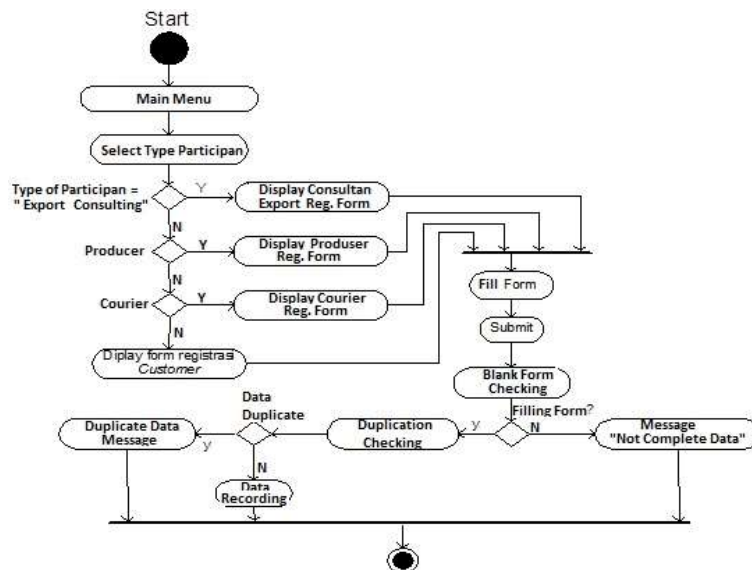 Start
Main Menu
Select Type Participan
Type of Participan =
" Export Consulting"
Y
Display Consultan
Export Reg. Form
N
Producer
Y
Display Produser
Reg. Form
N
Courier
Y
Display Courier
Reg. Form
N
Diplay form registrasi
Customer
Fill Form
Submit
Blank Form
Checking
Filling Form?
y
N
Message
"Not Complete Data"
Duplication
Checking
Data
Duplicate
y
Duplicate Data
Message
N
Data
Recording